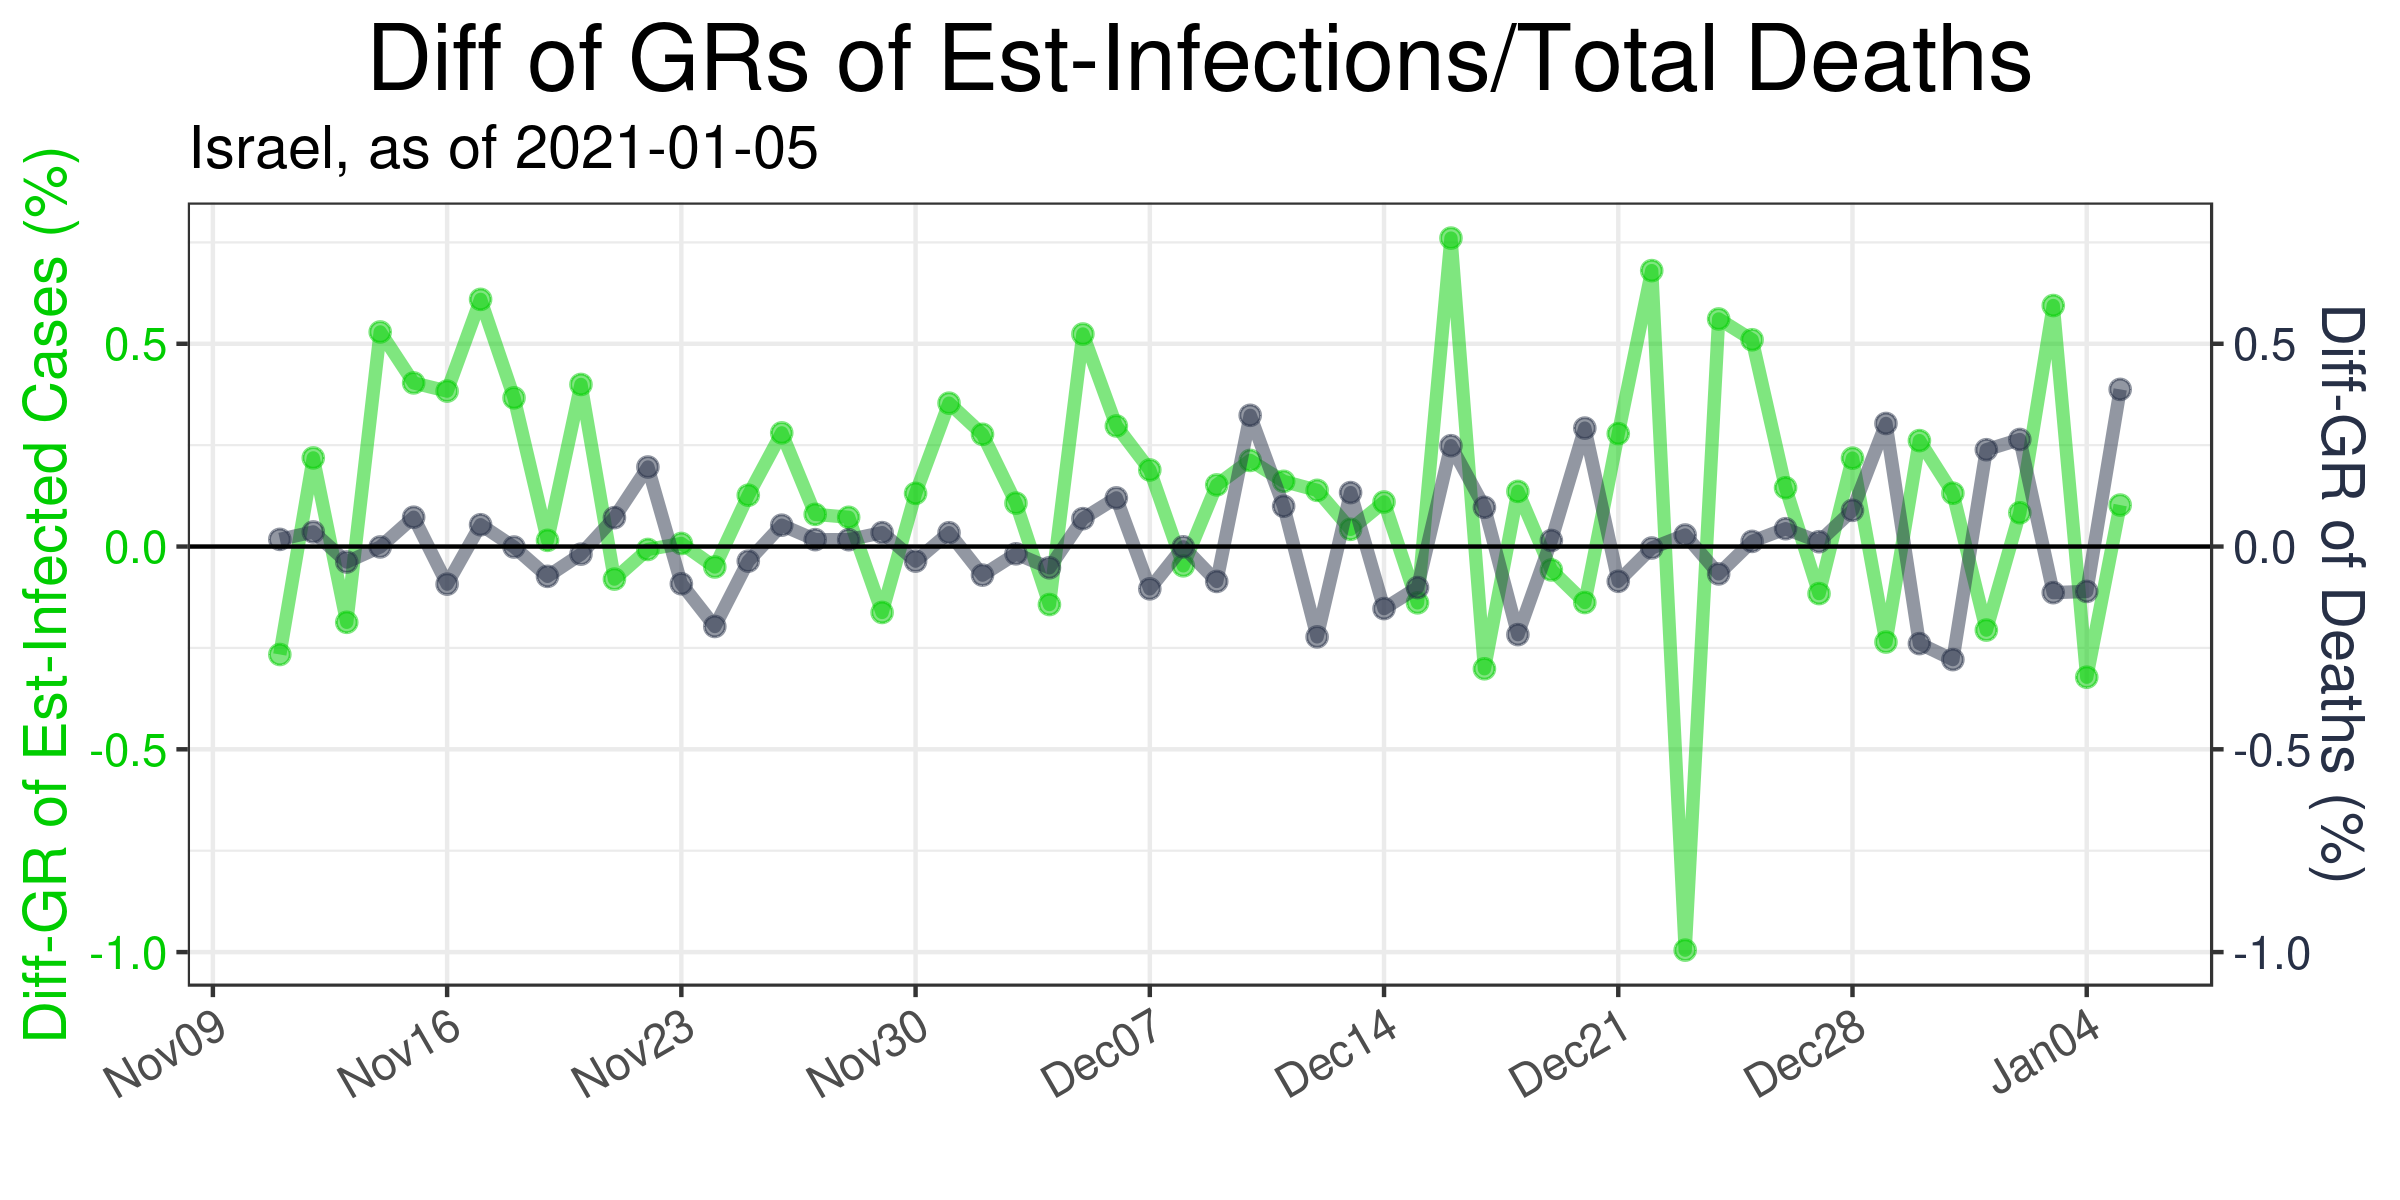 Diff of GRs of Est-Infections/Total Deaths
Israel, as of 2021-01-05
Diff-GR of Est-Infected Cases (%)
0.5
0.0
-0.5
-1.0
0.5
0.0
-0.5
-1.0
Diff-GR of Deaths (%)
Nov09 Nov16 Nov23 Nov30 Dec07 Dec14 Dec21 Dec28 Jan04